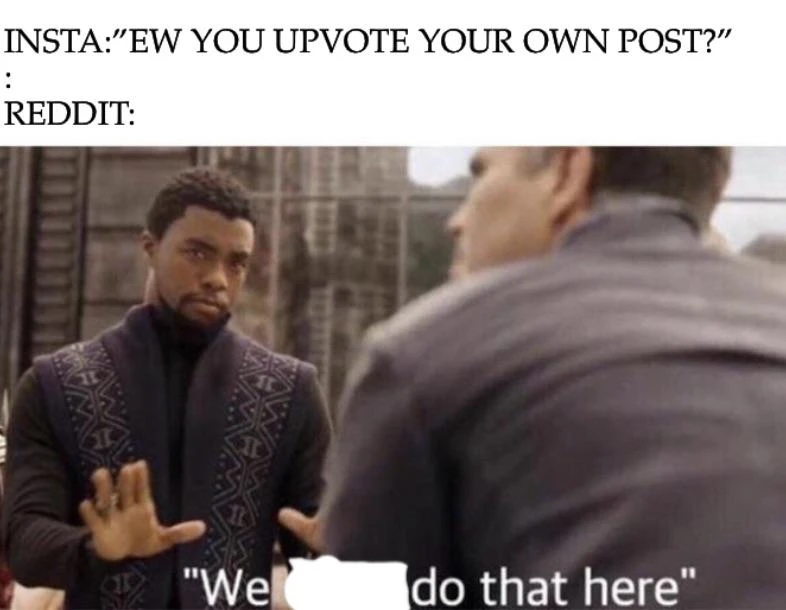 INSTA:”EW YOU UPVOTE YOUR OWN POST?”
:
REDDIT:
"We do that here"